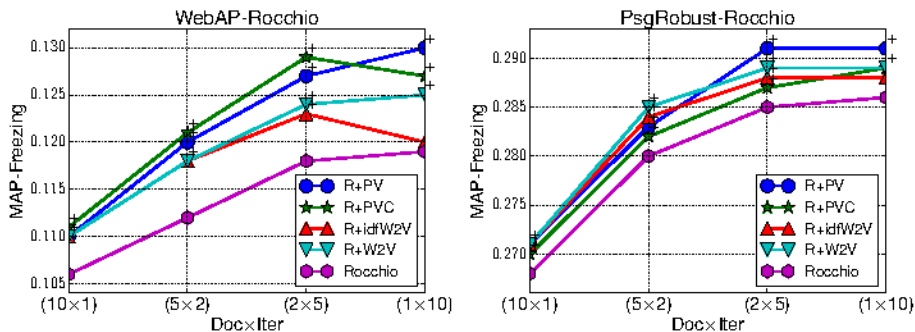 WebAP-Rocchio
MAP-Freezing
0.130
0.125
0.120
0.115
0.110
0.105
R+PV
R+PVC
R+idfW2V
R+W2V
Rocchio
(10×1)
(5×2)
(2×5)
(1×10)
Doc×Iter
PsgRobust-Rocchio
MAP-Freezing
0.290
0.285
0.280
0.275
0.270
R+PV
R+PVC
R+idfW2V
R+W2V
Rocchio
(10×1)
(5×2)
(2×5)
(1×10)
Doc×Iter